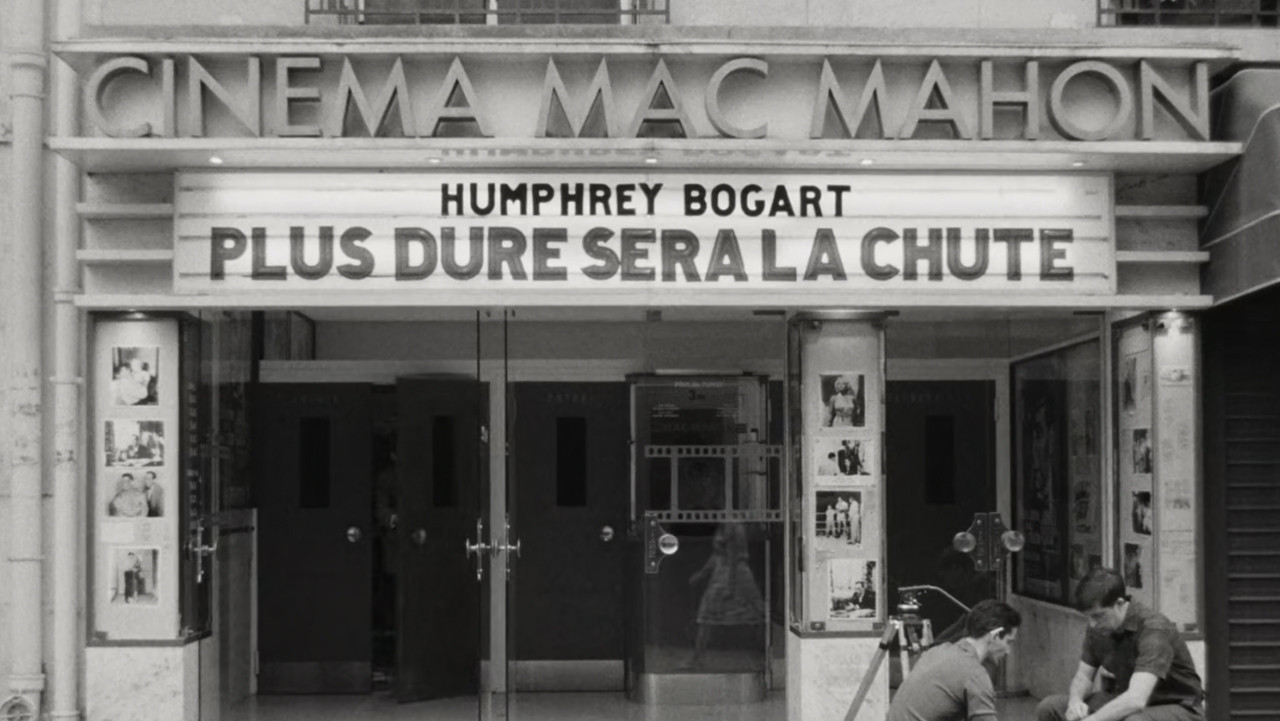 CINEMA MAC MAHON
HUMPHREY BOGART
PLUS DURE SERA LA CHUTE